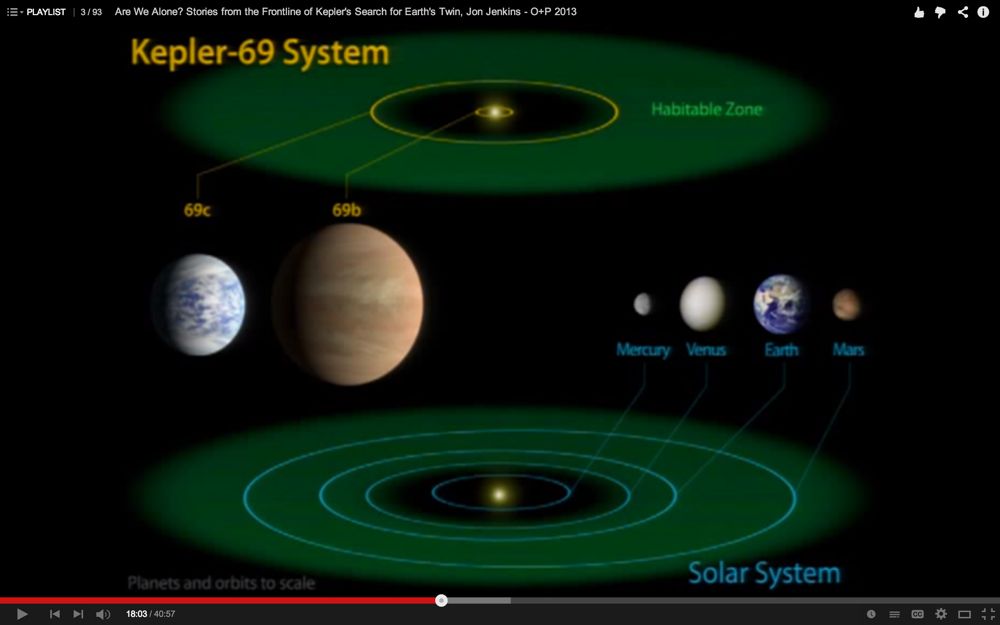 PLAYLIST 3 / 93 Are We Alone? Stories from the Frontline of Kepler's Search for Earth's Twin, Jon Jenkins - O+P 2013
Kepler-69 System
Habitable Zone
69c 69b
Mercury Venus Earth Mars
Solar System
Planets and orbits to scale
18:03 / 40:57 CC